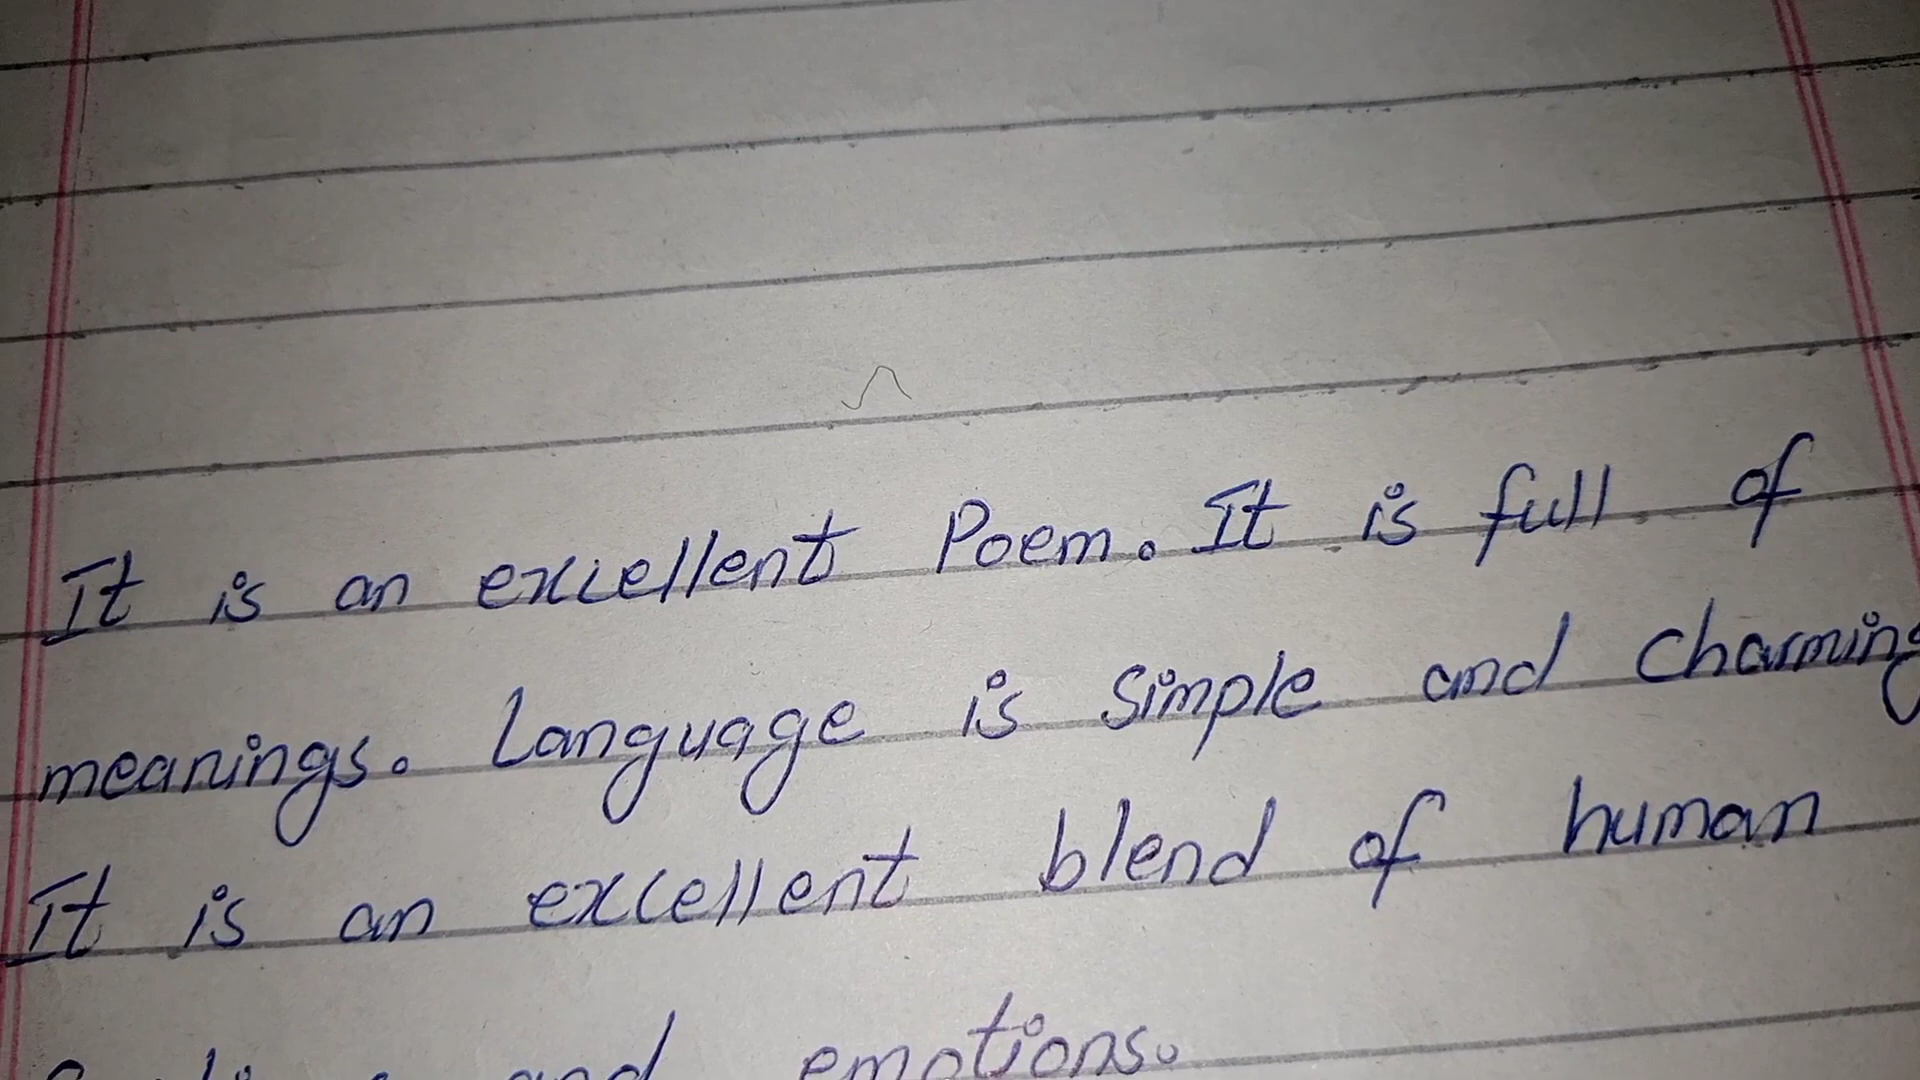 It is an excellent Poem. It is full of
meanings. Language is Simple and Charming
It is an excellent blend of human
and emotions.